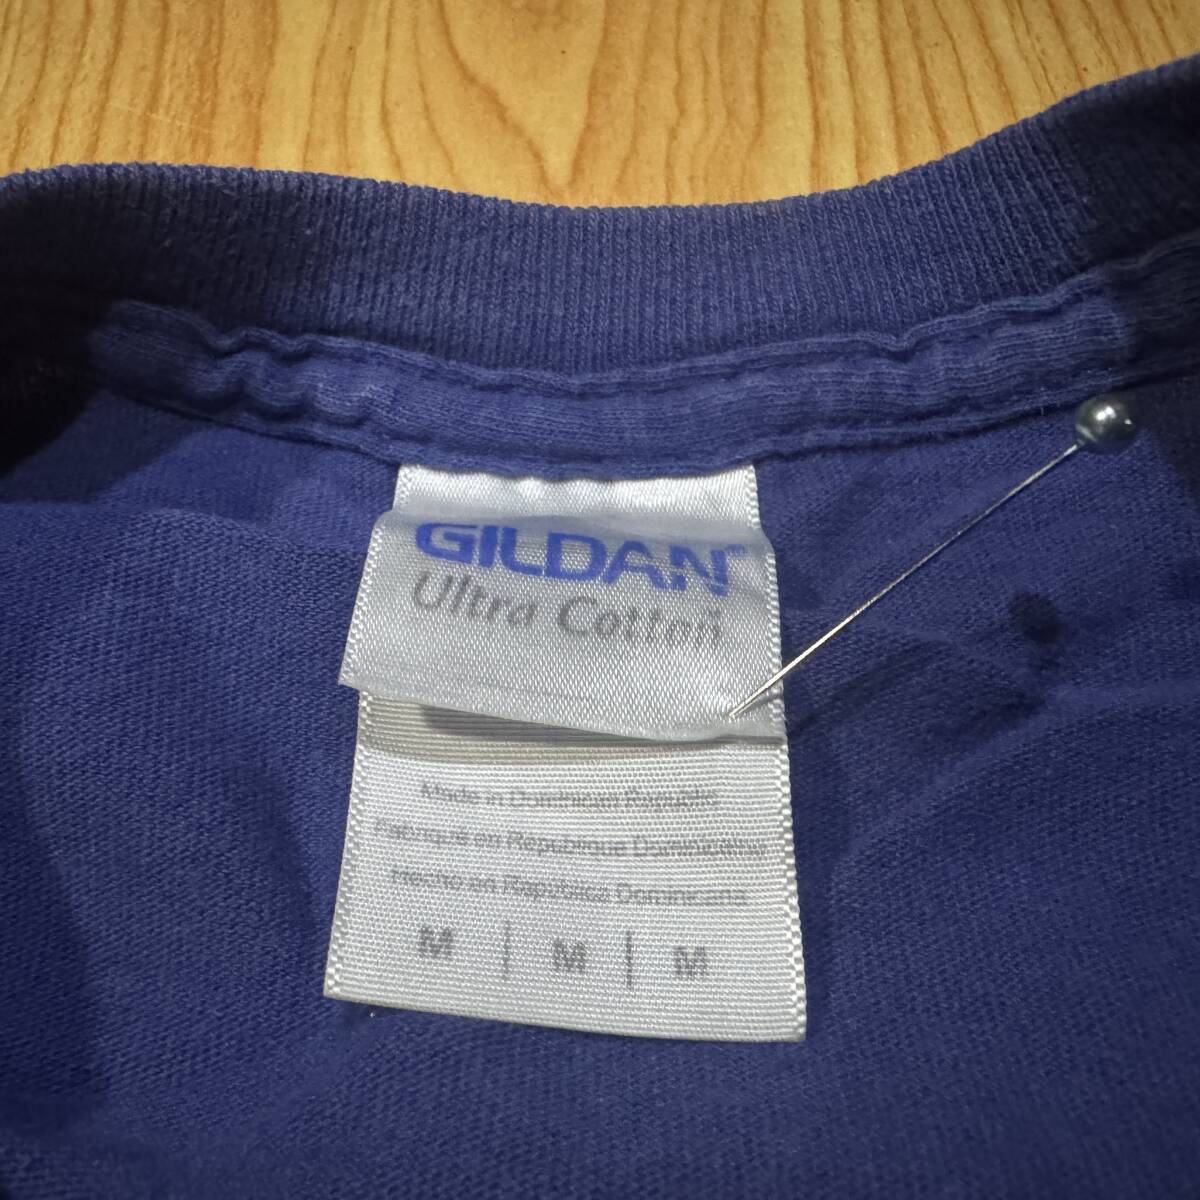 GILDAN
Ultra Cotton
Made in Dominican Republic
Fabriqué en République Dominicaine
Hecho en República Dominicana
M | M | M